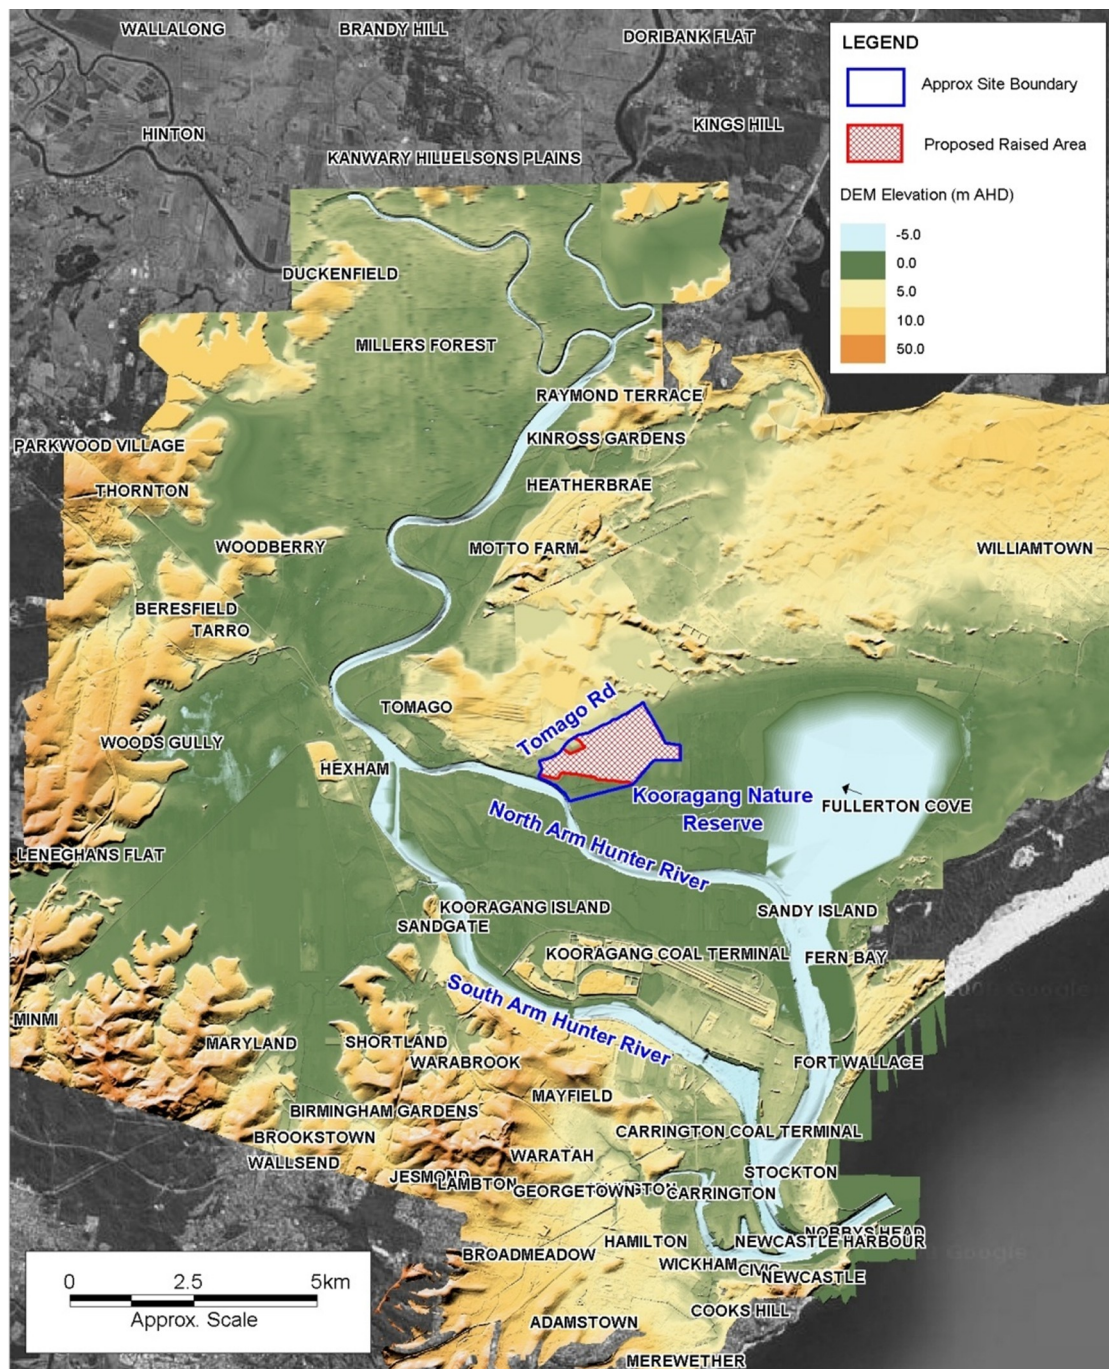 WALLALONG
BRANDY HILL
DORIBANK FLAT
LEGEND
Approx Site Boundary
Proposed Raised Area
DEM Elevation (m AHD)
-5.0
0.0
5.0
10.0
50.0
HINTON
KINGS HILL
KANWARY HILL
ELSONS PLAINS
DUCKENFIELD
MILLERS FOREST
RAYMOND TERRACE
PARKWOOD VILLAGE
KINROSS GARDENS
THORNTON
HEATHERBRAE
WOODBERRY
MOTTO FARM
WILLIAMTOWN
BERESFIELD
TARRO
TOMAGO
Tomago Rd
WOODS GULLY
HEXHAM
Kooragang Nature
Reserve
FULLERTON COVE
North Arm Hunter River
LENEGHANS FLAT
KOORAGANG ISLAND
SANDY ISLAND
SANDGATE
KOORAGANG COAL TERMINAL
FERN BAY
Google
South Arm Hunter River
MINMI
MARYLAND
SHORTLAND
WARABROOK
FORT WALLACE
MAYFIELD
BIRMINGHAM GARDENS
BROOKSTOWN
CARRINGTON COAL TERMINAL
WALLSEND
WARATAH
JESMOND
LAMBTON
GEORGETOWN
STOCKTON
CARRINGTON
NOBBYS HEAD
HAMILTON
NEWCASTLE HARBOUR
BROADMEADOW
Google
WICKHAM
CIVIC
NEWCASTLE
COOKS HILL
ADAMSTOWN
MEREWETHER
0 2.5 5km
Approx. Scale